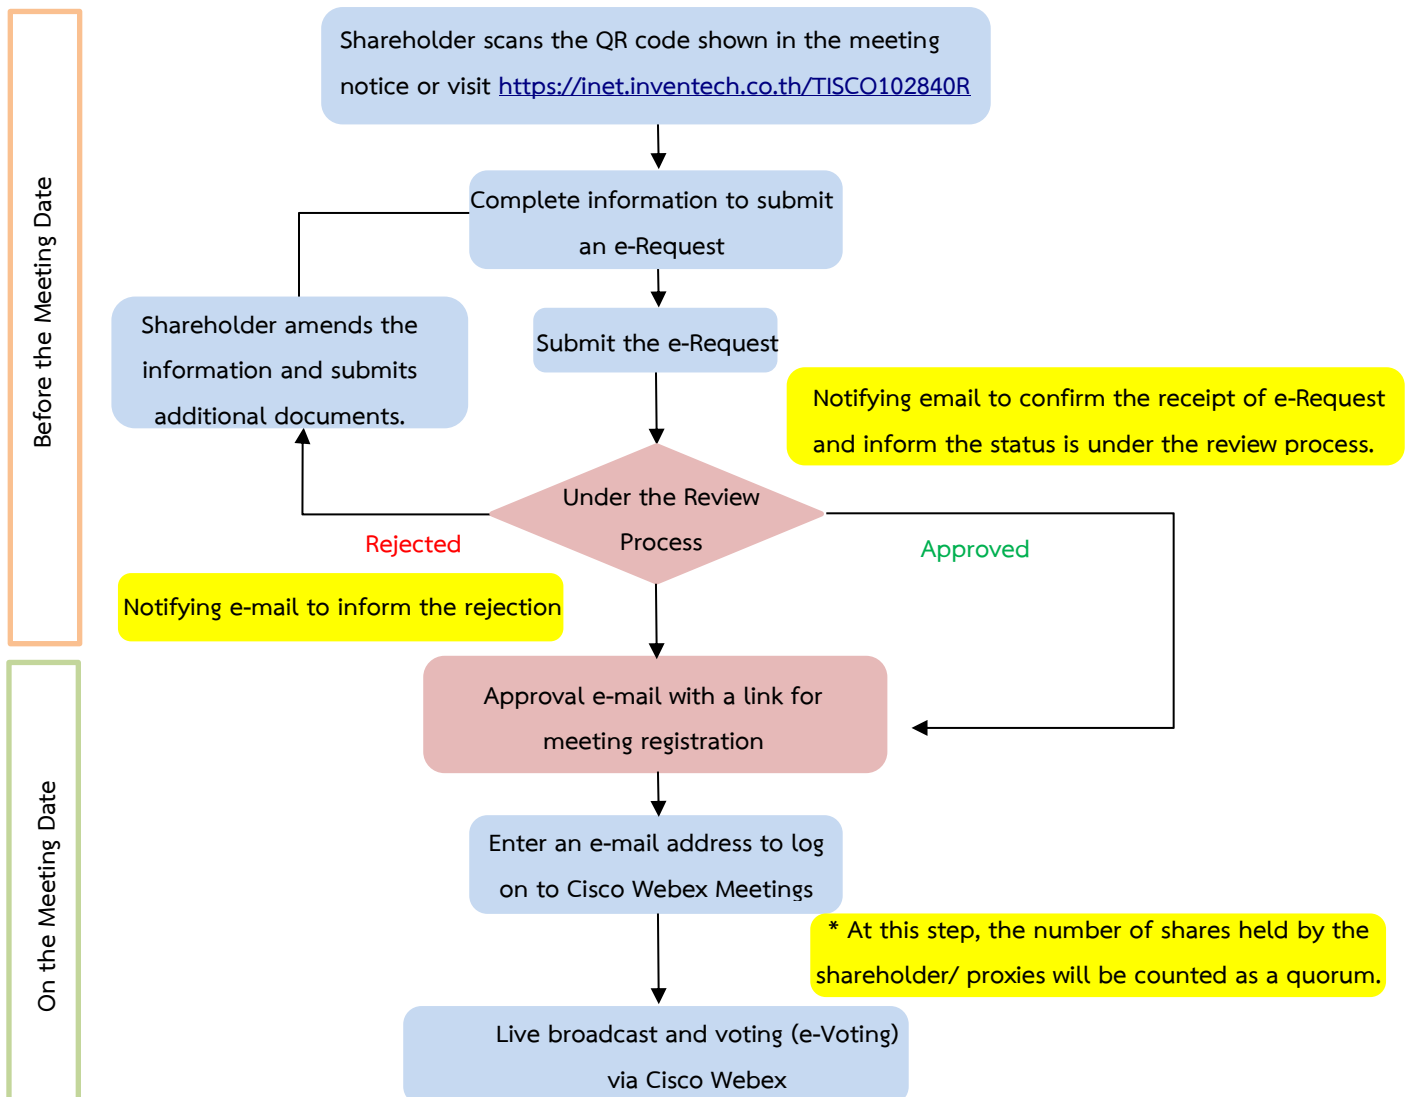 Before the Meeting Date
Shareholder scans the QR code shown in the meeting
notice or visit https://inet.inventech.co.th/TISCO102840R
Complete information to submit
an e-Request
Shareholder amends the
information and submits
additional documents.
Submit the e-Request
Notifying email to confirm the receipt of e-Request
and inform the status is under the review process.
Under the Review
Process
Rejected
Approved
Notifying e-mail to inform the rejection
On the Meeting Date
Approval e-mail with a link for
meeting registration
Enter an e-mail address to log
on to Cisco Webex Meetings
* At this step, the number of shares held by the
shareholder/ proxies will be counted as a quorum.
Live broadcast and voting (e-Voting)
via Cisco Webex